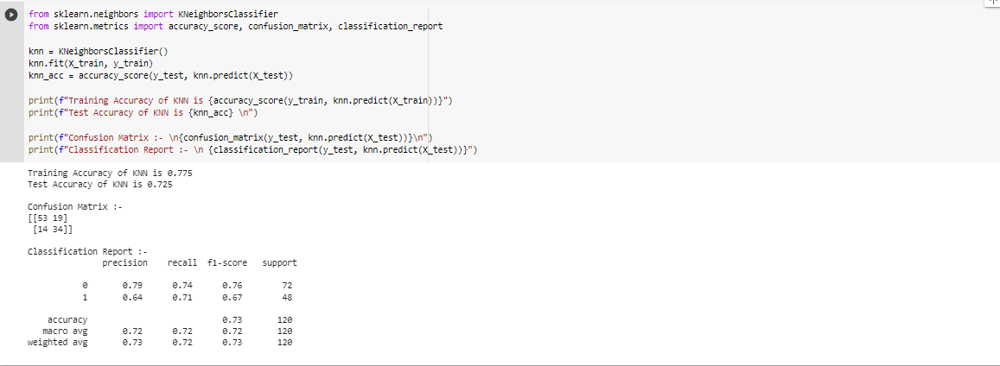 from sklearn.neighbors import KNeighborsClassifier
from sklearn.metrics import accuracy_score, confusion_matrix, classification_report
knn = KNeighborsClassifier()
knn.fit(X_train, y_train)
knn_acc = accuracy_score(y_test, knn.predict(X_test))
print(f"Training Accuracy of KNN is {accuracy_score(y_train, knn.predict(X_train))}")
print(f"Test Accuracy of KNN is {knn_acc} \n")
print(f"Confusion Matrix :- \n{confusion_matrix(y_test, knn.predict(X_test))}\n")
print(f"Classification Report :- \n {classification_report(y_test, knn.predict(X_test))}")
Training Accuracy of KNN is 0.775
Test Accuracy of KNN is 0.725
Confusion Matrix :-
[[53 19]
 [14 34]]
Classification Report :-
precision recall f1-score support
0 0.79 0.74 0.76 72
1 0.64 0.71 0.67 48
accuracy 0.73 120
macro avg 0.72 0.72 0.72 120
weighted avg 0.73 0.72 0.73 120